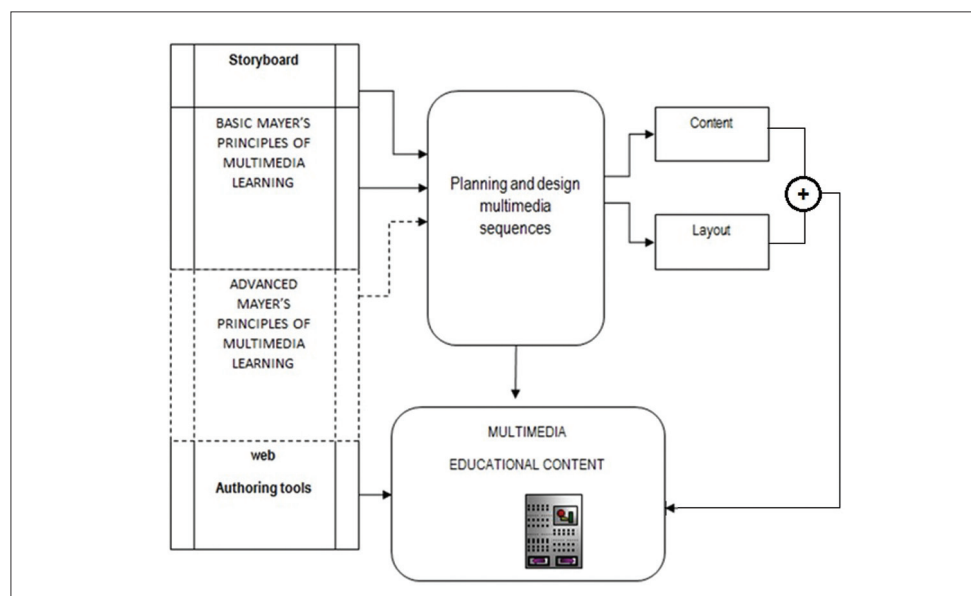 Storyboard
BASIC MAYER'S
PRINCIPLES OF
MULTIMEDIA
LEARNING
ADVANCED
MAYER'S
PRINCIPLES OF
MULTIMEDIA
LEARNING
web
Authoring tools
Planning and design
multimedia
sequences
Content
Layout
+
MULTIMEDIA
EDUCATIONAL CONTENT